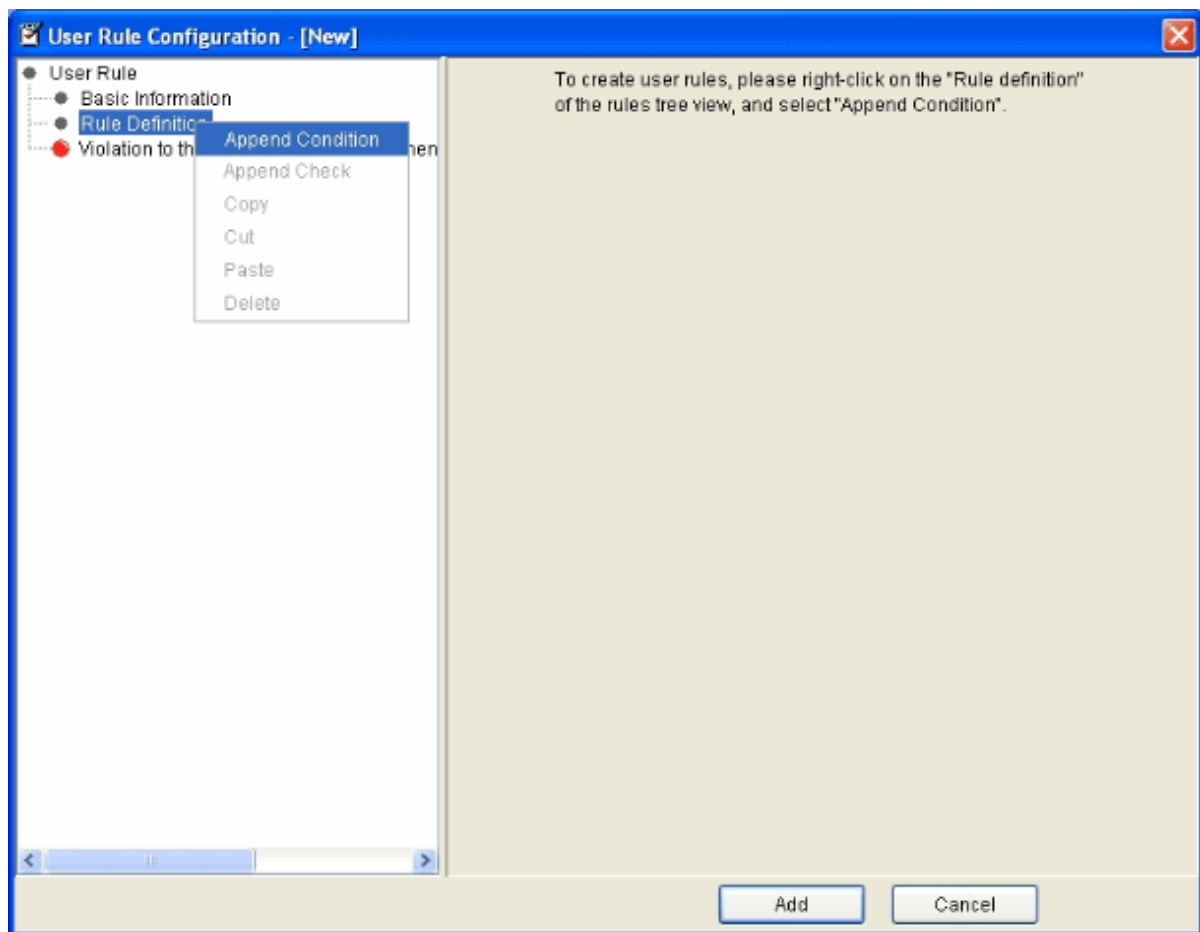 User Rule Configuration - [New]
User Rule
Basic Information
Rule Definition
Violation to th
Append Condition
Append Check
Copy
Cut
Paste
Delete
To create user rules, please right-click on the "Rule definition"
of the rules tree view, and select "Append Condition".
Add
Cancel